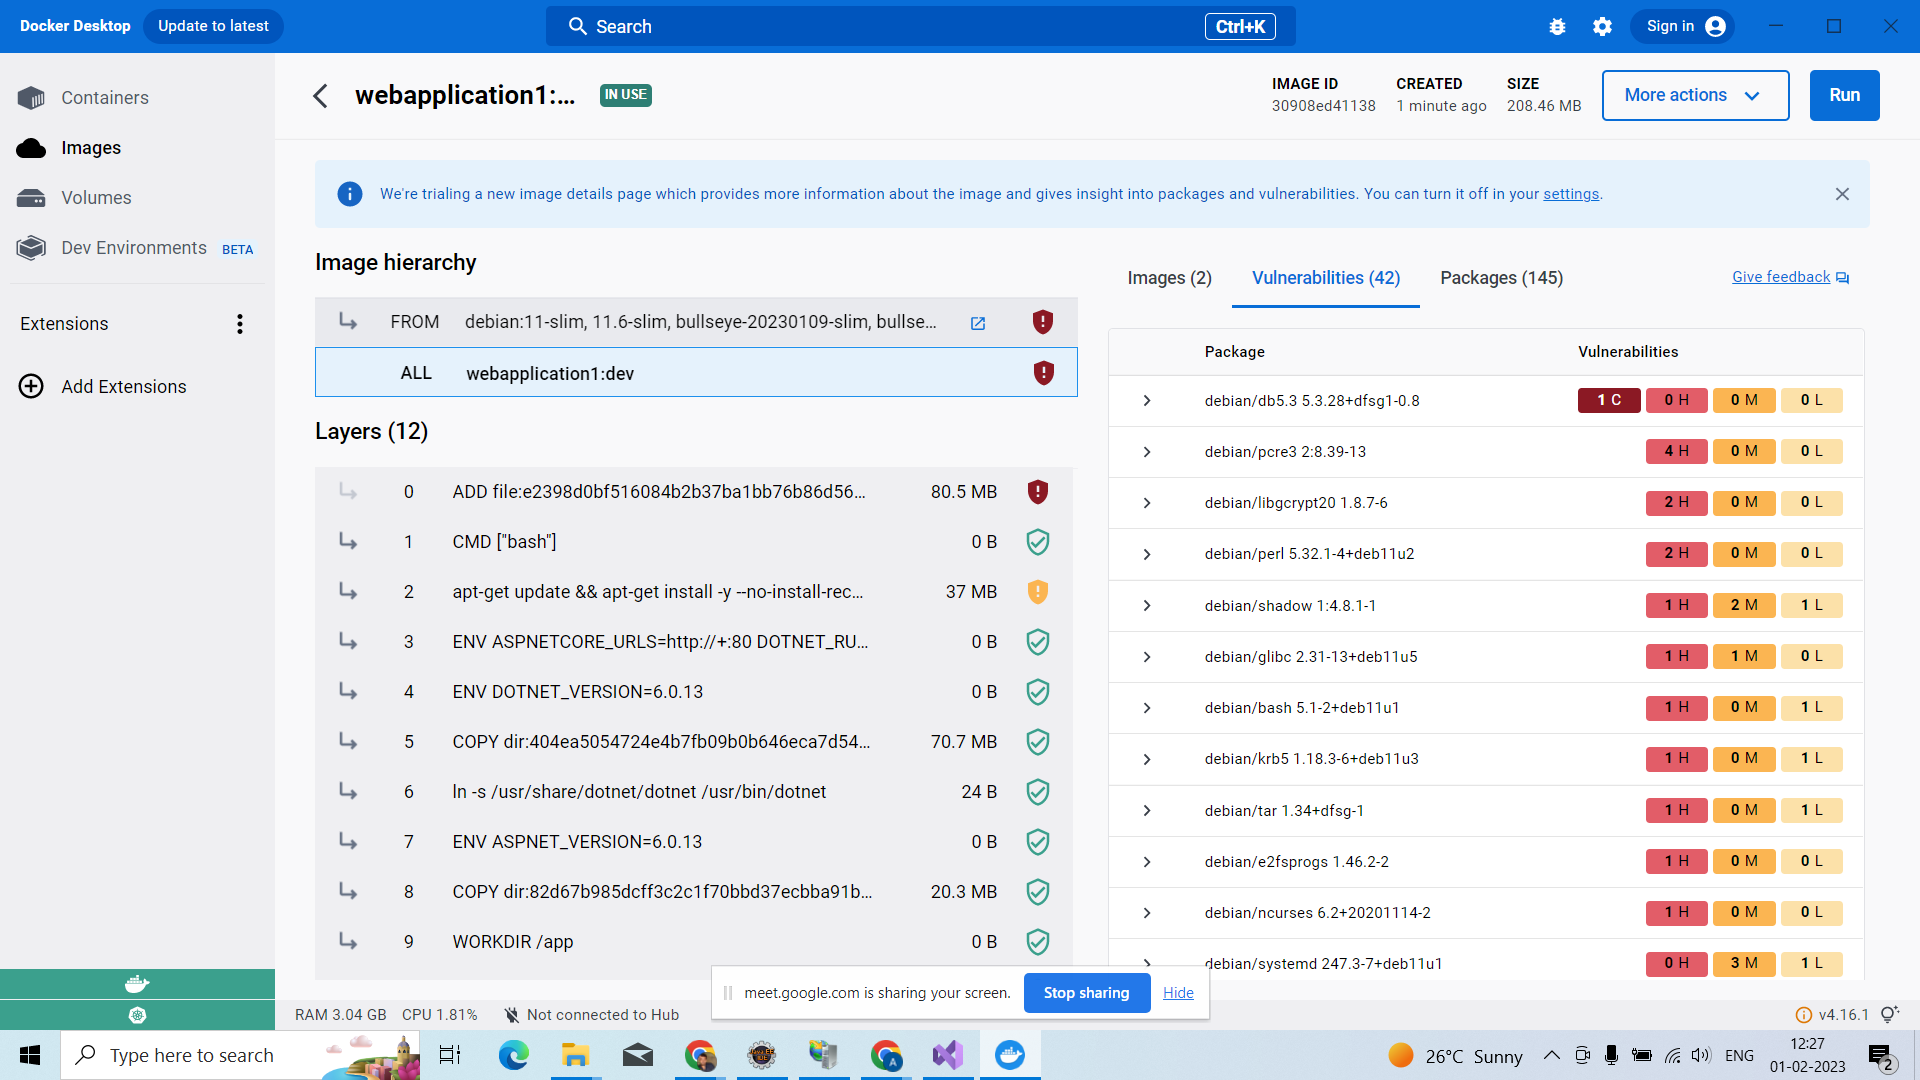 Docker Desktop
Update to latest
Search
Ctrl+K
Sign in
Containers
Images
Volumes
Dev Environments BETA
Extensions
Add Extensions
webapplication1:...
IN USE
IMAGE ID
30908ed41138
CREATED
1 minute ago
SIZE
208.46 MB
More actions
Run
We're trialing a new image details page which provides more information about the image and gives insight into packages and vulnerabilities. You can turn it off in your settings.
Image hierarchy
FROM debian:11-slim, 11.6-slim, bullseye-20230109-slim, bullse...
ALL webapplication1:dev
Layers (12)
0 ADD file:e2398d0bf516084b2b37ba1bb76b86d56... 80.5 MB
1 CMD ["bash"] 0 B
2 apt-get update && apt-get install -y --no-install-rec... 37 MB
3 ENV ASPNETCORE_URLS=http://+:80 DOTNET_RU... 0 B
4 ENV DOTNET_VERSION=6.0.13 0 B
5 COPY dir:404ea5054724e4b7fb09b0b646eca7d54... 70.7 MB
6 ln -s /usr/share/dotnet/dotnet /usr/bin/dotnet 24 B
7 ENV ASPNET_VERSION=6.0.13 0 B
8 COPY dir:82d67b985dcff3c2c1f70bbd37ecbba91b... 20.3 MB
9 WORKDIR /app 0 B
Images (2)
Vulnerabilities (42)
Packages (145)
Give feedback
Package Vulnerabilities
debian/db5.3 5.3.28+dfsg1-0.8 1 C 0 H 0 M 0 L
debian/pcre3 2:8.39-13 4 H 0 M 0 L
debian/libgcrypt20 1.8.7-6 2 H 0 M 0 L
debian/perl 5.32.1-4+deb11u2 2 H 0 M 0 L
debian/shadow 1:4.8.1-1 1 H 2 M 1 L
debian/glibc 2.31-13+deb11u5 1 H 1 M 0 L
debian/bash 5.1-2+deb11u1 1 H 0 M 1 L
debian/krb5 1.18.3-6+deb11u3 1 H 0 M 1 L
debian/tar 1.34+dfsg-1 1 H 0 M 1 L
debian/e2fsprogs 1.46.2-2 1 H 0 M 0 L
debian/ncurses 6.2+20201114-2 1 H 0 M 0 L
debian/systemd 247.3-7+deb11u1 0 H 3 M 1 L
meet.google.com is sharing your screen.
Stop sharing
Hide
RAM 3.04 GB CPU 1.81% Not connected to Hub
v4.16.1
Type here to search
A
26°C Sunny
ENG
12:27
01-02-2023
2